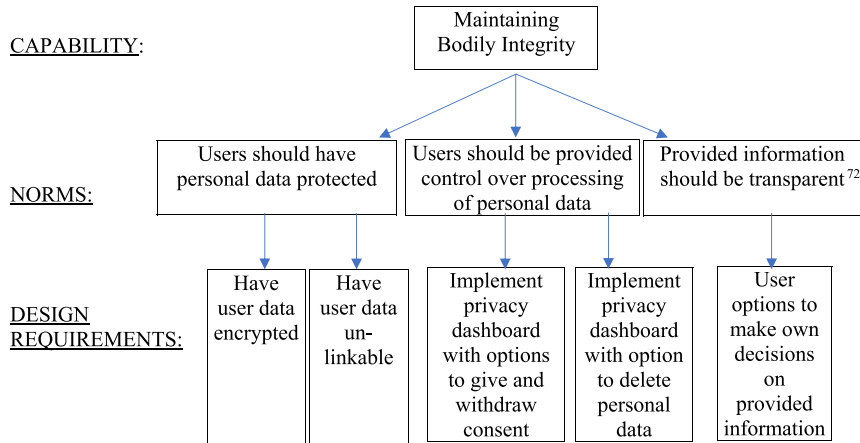 CAPABILITY:
Maintaining
Bodily Integrity
NORMS:
Users should have
personal data protected
Users should be provided
control over processing
of personal data
Provided information
should be transparent 72
DESIGN
REQUIREMENTS:
Have
user data
encrypted
Have
user data
un-
linkable
Implement
privacy
dashboard
with options
to give and
withdraw
consent
Implement
privacy
dashboard
with option
to delete
personal
data
User
options to
make own
decisions
on
provided
information